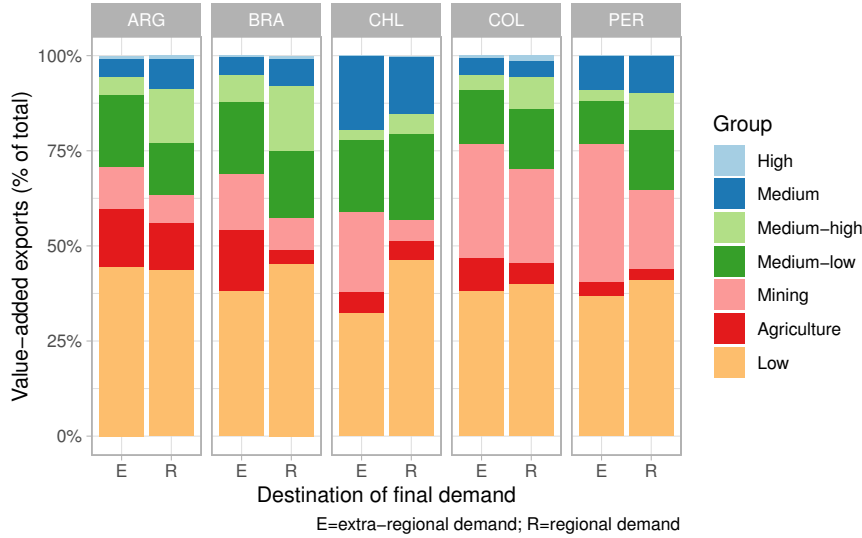 ARG BRA CHL COL PER
Value−added exports (% of total)
100%
75%
50%
25%
0%
E R E R E R E R E R
Destination of final demand
E=extra−regional demand; R=regional demand
Group
High
Medium
Medium−high
Medium−low
Mining
Agriculture
Low